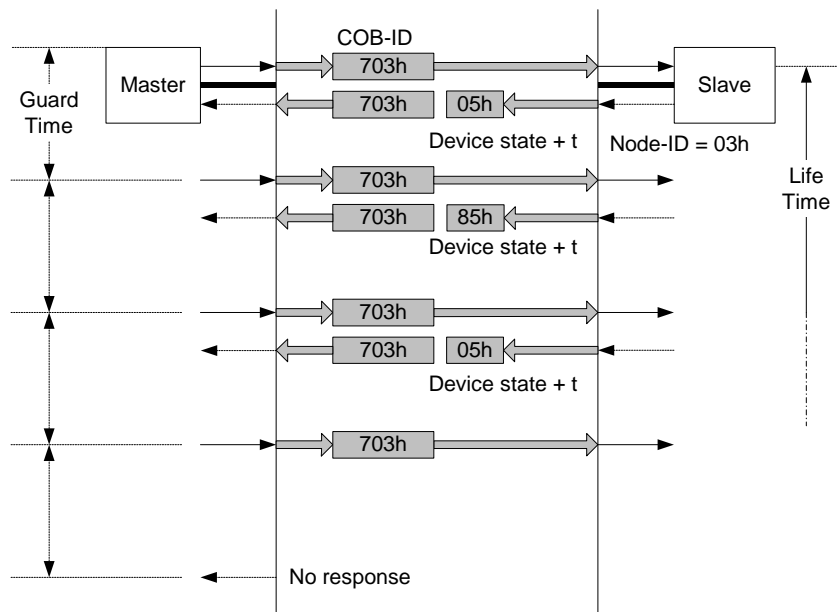 COB-ID
Master
703h
Slave
703h
05h
Guard
Time
Device state + t
Node-ID = 03h
703h
Life
Time
703h
85h
Device state + t
703h
703h
05h
Device state + t
703h
No response